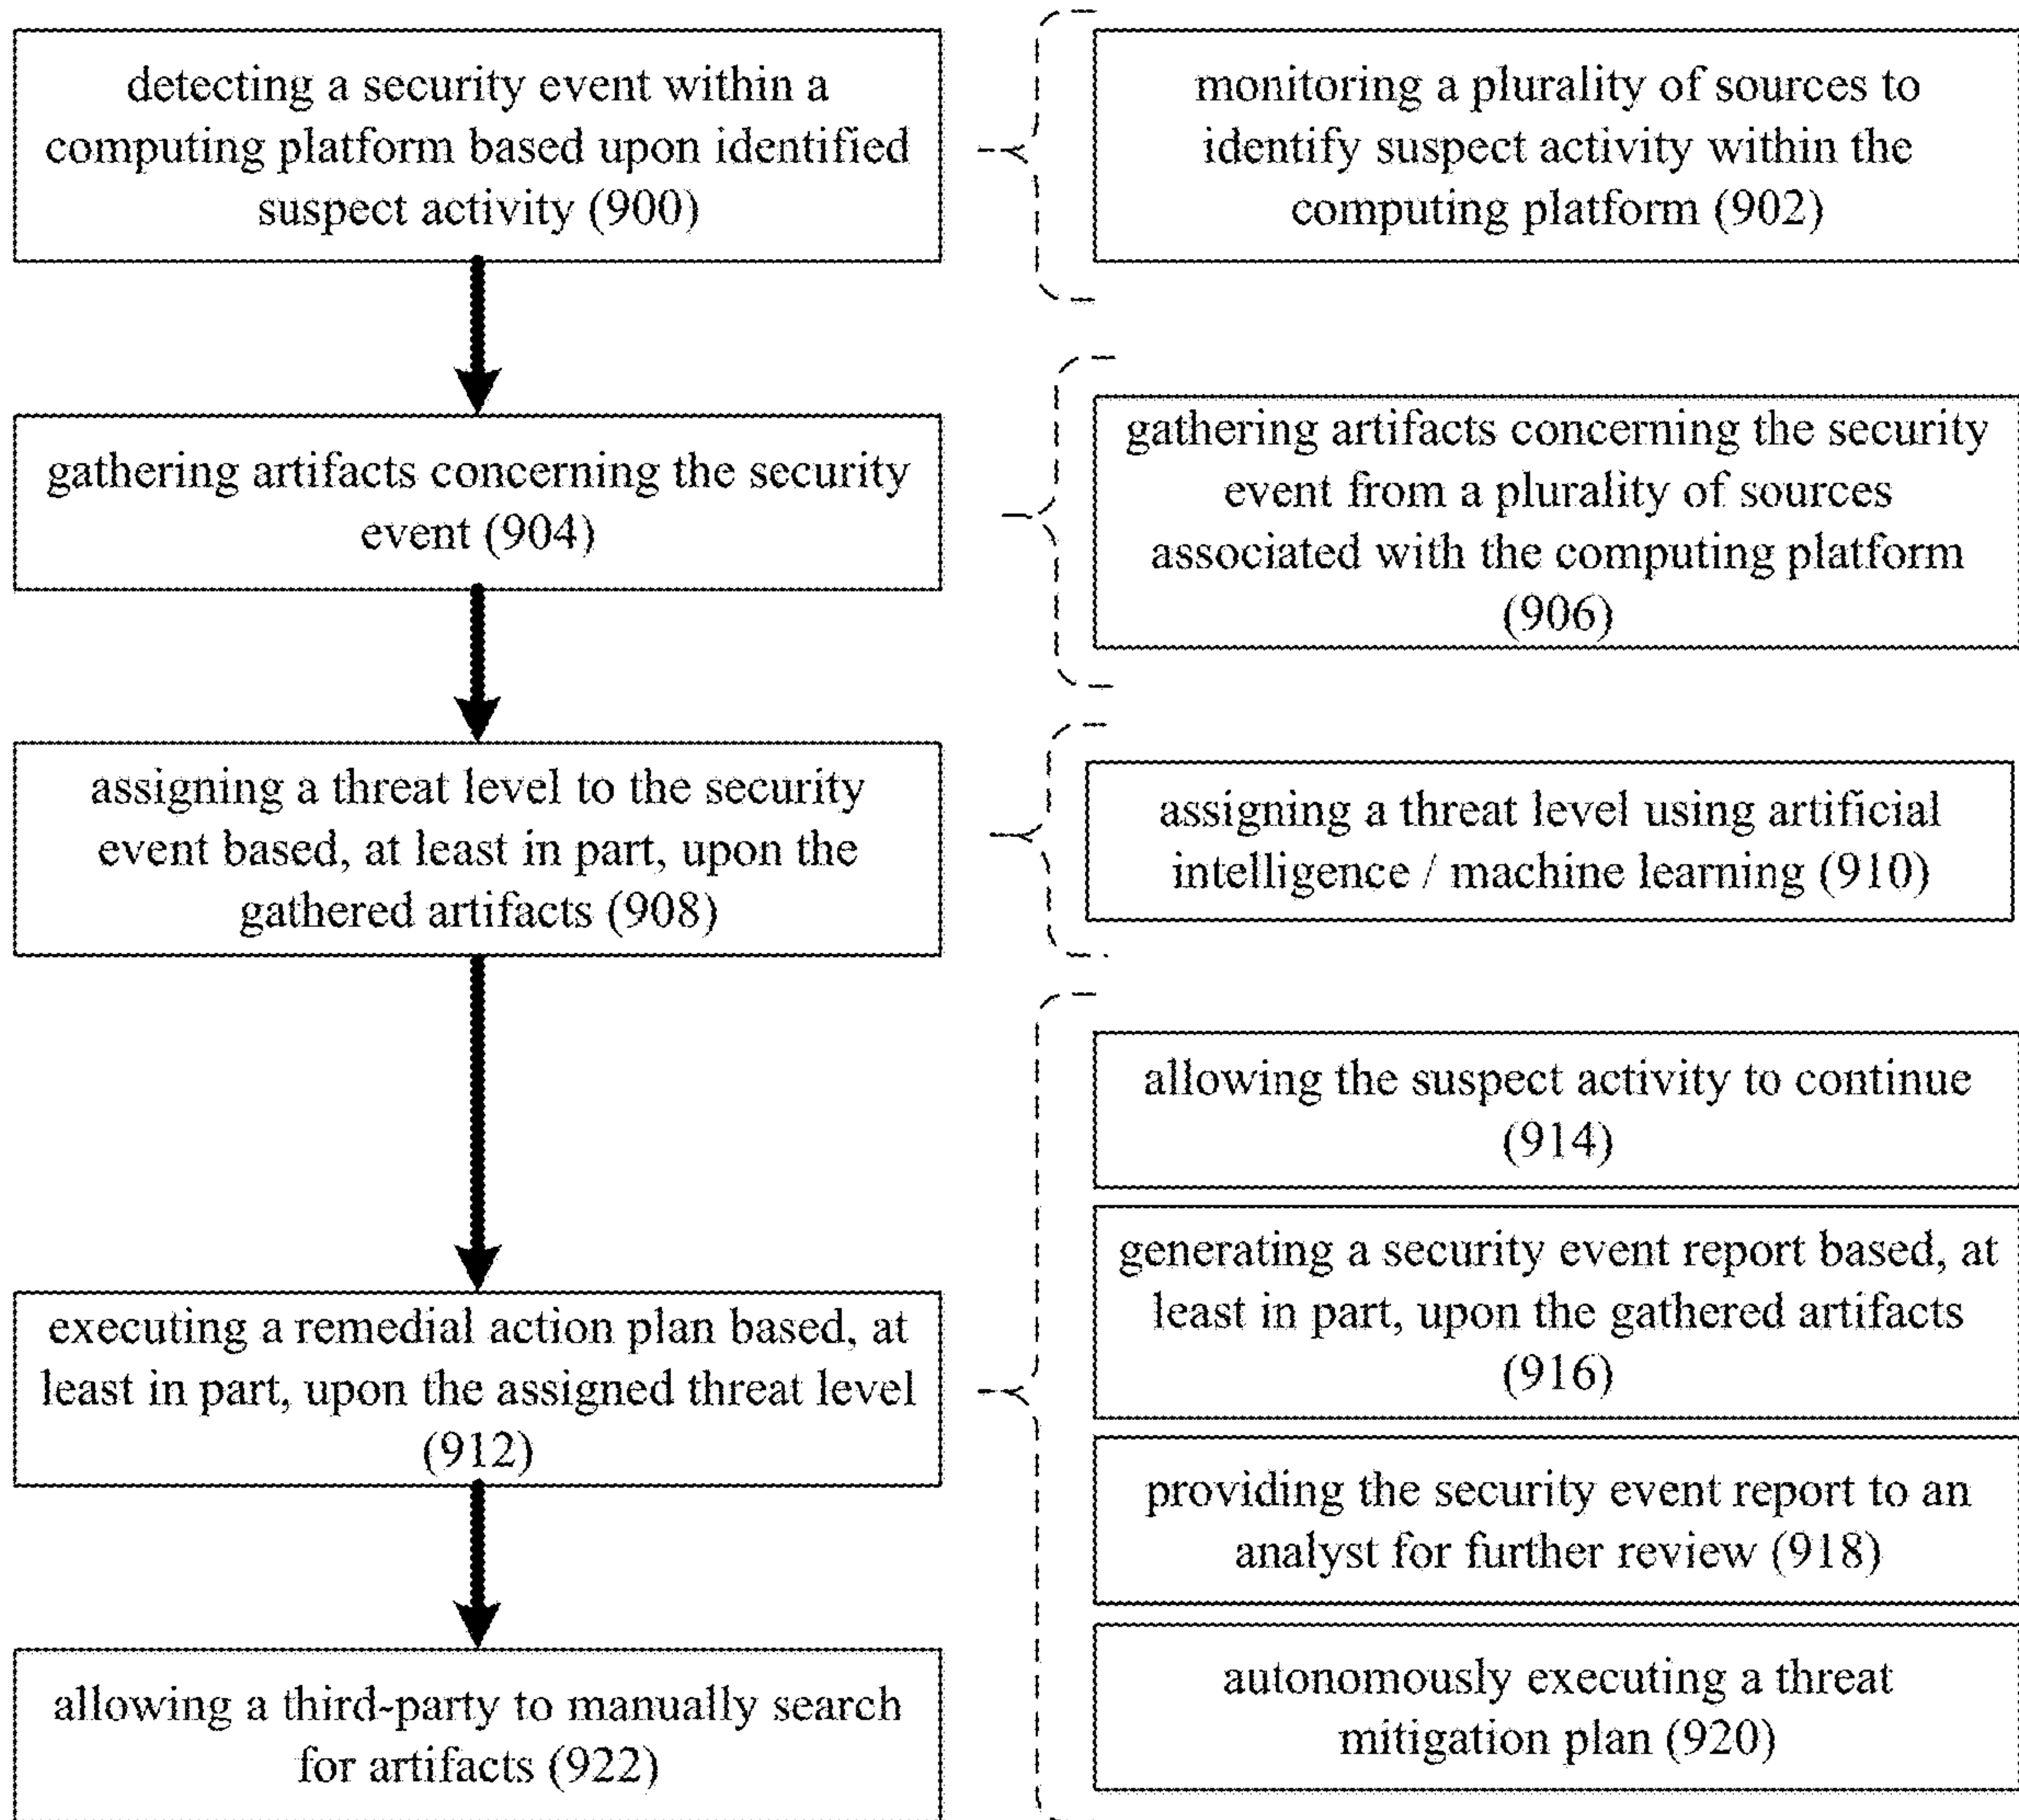 detecting a security event within a
computing platform based upon identified
suspect activity (900)
monitoring a plurality of sources to
identify suspect activity within the
computing platform (902)
gathering artifacts concerning the security
event (904)
gathering artifacts concerning the security
event from a plurality of sources
associated with the computing platform
(906)
assigning a threat level to the security
event based, at least in part, upon the
gathered artifacts (908)
assigning a threat level using artificial
intelligence / machine learning (910)
executing a remedial action plan based, at
least in part, upon the assigned threat level
(912)
allowing the suspect activity to continue
(914)
generating a security event report based, at
least in part, upon the gathered artifacts
(916)
providing the security event report to an
analyst for further review (918)
autonomously executing a threat
mitigation plan (920)
allowing a third-party to manually search
for artifacts (922)